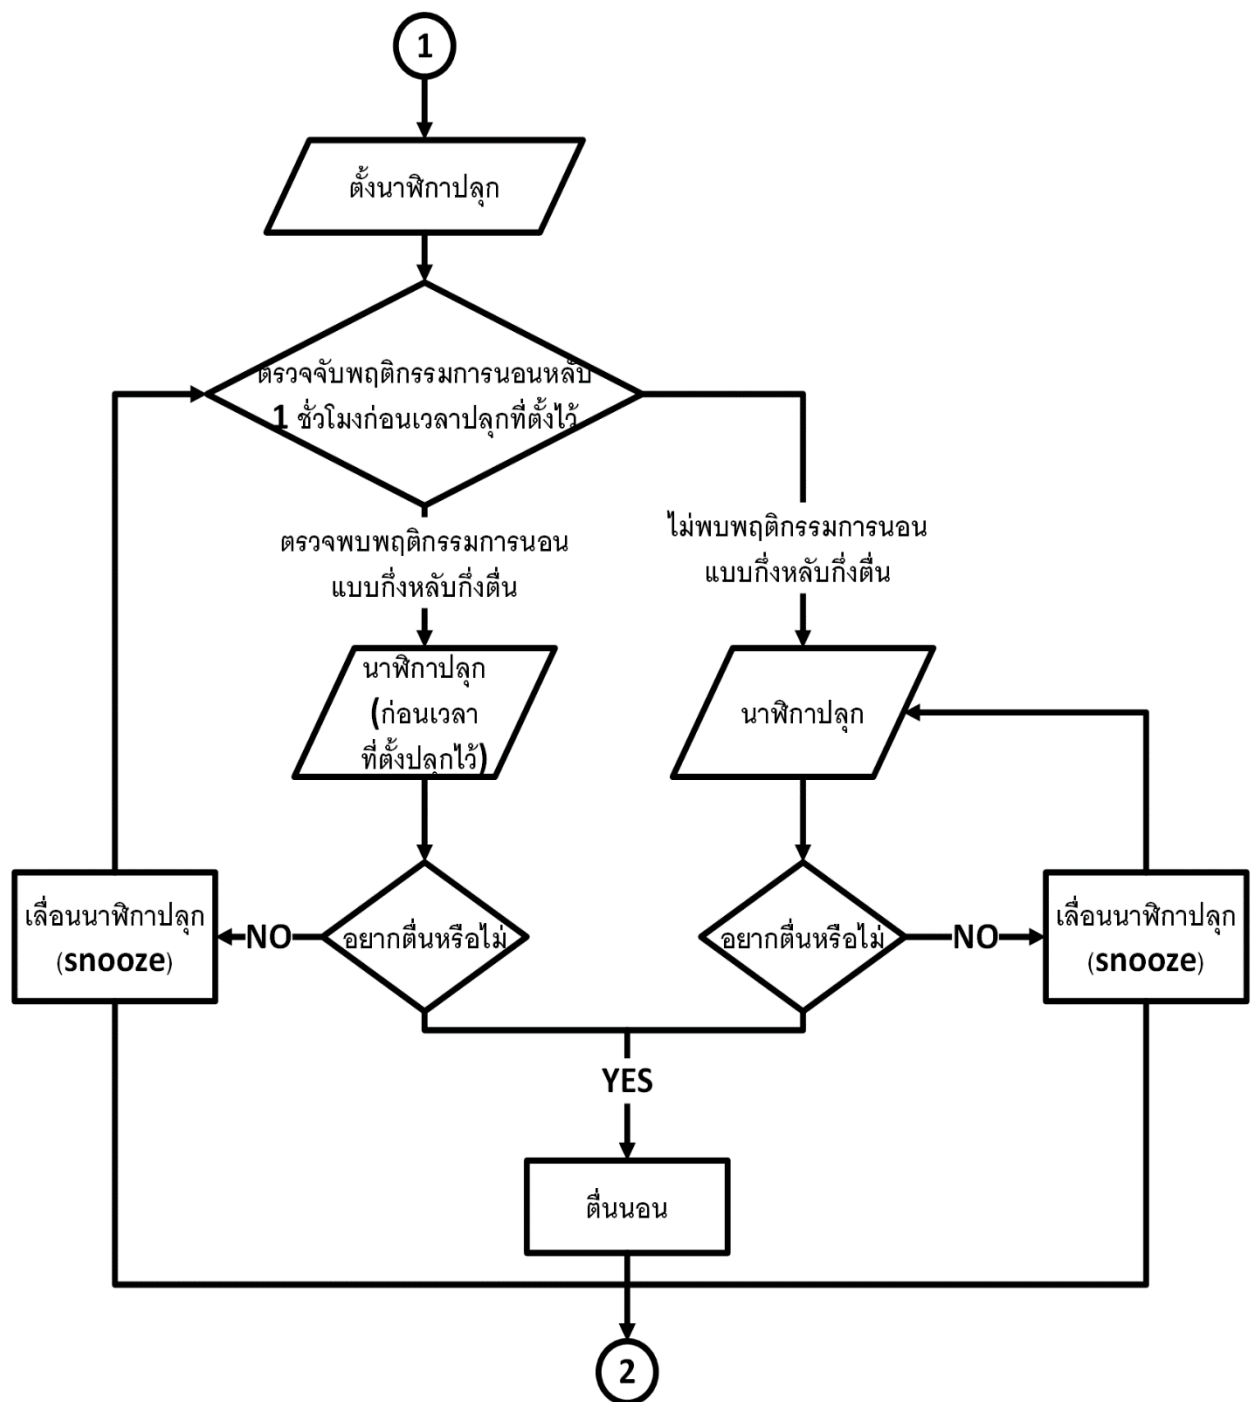 1
ตั้งนาฬิกาปลุก
ตรวจจับพฤติกรรมการนอนหลับ
1 ชั่วโมงก่อนเวลาปลุกที่ตั้งไว้
ตรวจพบพฤติกรรมการนอน
แบบกึ่งหลับกึ่งตื่น
ไม่พบพฤติกรรมการนอน
แบบกึ่งหลับกึ่งตื่น
นาฬิกาปลุก
(ก่อนเวลา
ที่ตั้งปลุกไว้)
นาฬิกาปลุก
เลื่อนนาฬิกาปลุก
(snooze)
NO
อยากตื่นหรือไม่
อยากตื่นหรือไม่
NO
เลื่อนนาฬิกาปลุก
(snooze)
YES
ตื่นนอน
2